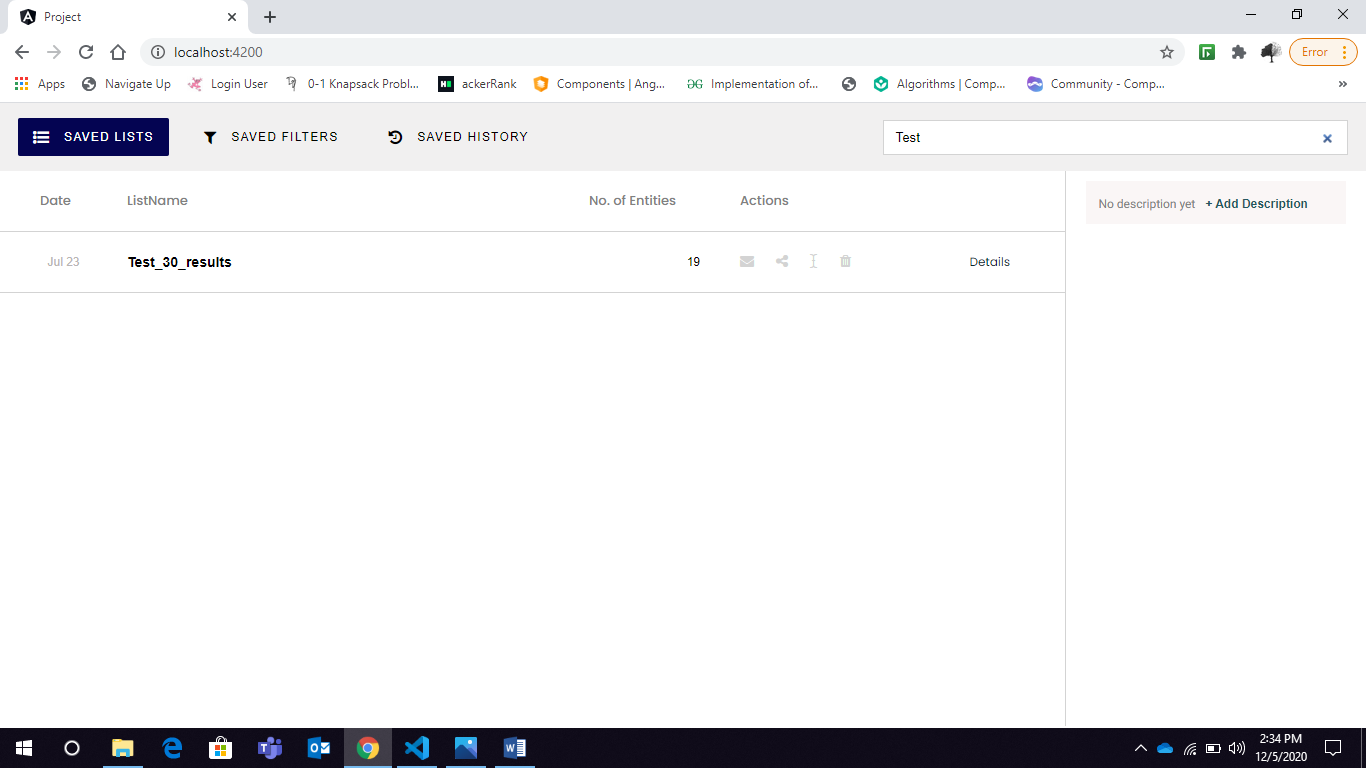 Project
localhost:4200
Error
Apps
Navigate Up
Login User
0-1 Knapsack Probl...
ackerRank
Components | Ang...
Implementation of...
Algorithms | Comp...
Community - Comp...
»
SAVED LISTS
SAVED FILTERS
SAVED HISTORY
Test
Date
ListName
No. of Entities
Actions
No description yet + Add Description
Jul 23
Test_30_results
19
Details
2:34 PM
12/5/2020